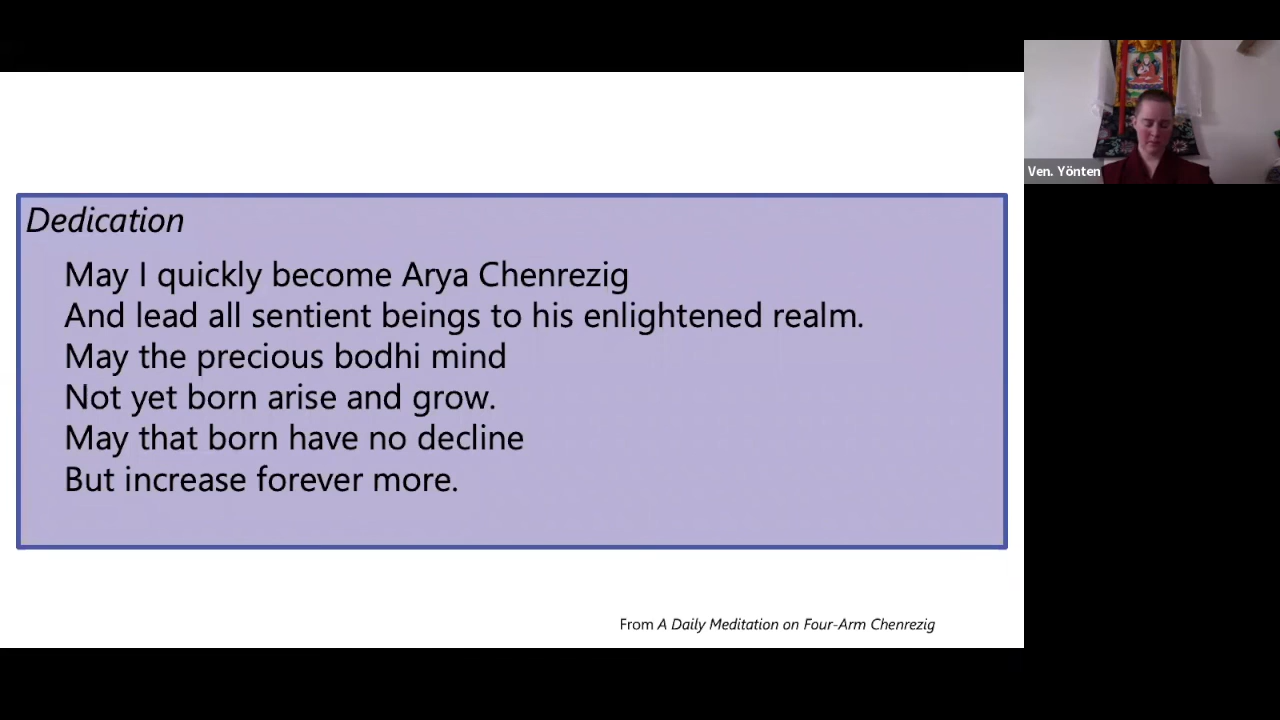 Dedication
May I quickly become Arya Chenrezig
And lead all sentient beings to his enlightened realm.
May the precious bodhi mind
Not yet born arise and grow.
May that born have no decline
But increase forever more.
From A Daily Meditation on Four-Arm Chenrezig
Ven. Yönten